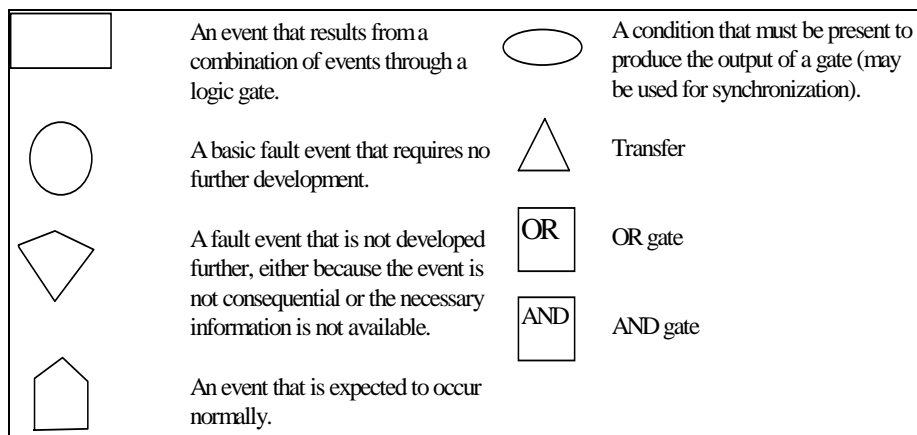 An event that results from a
combination of events through a
logic gate.
A basic fault event that requires no
further development.
A fault event that is not developed
further, either because the event is
not consequential or the necessary
information is not available.
An event that is expected to occur
normally.
A condition that must be present to
produce the output of a gate (may
be used for synchronization).
Transfer
OR
OR gate
AND
AND gate